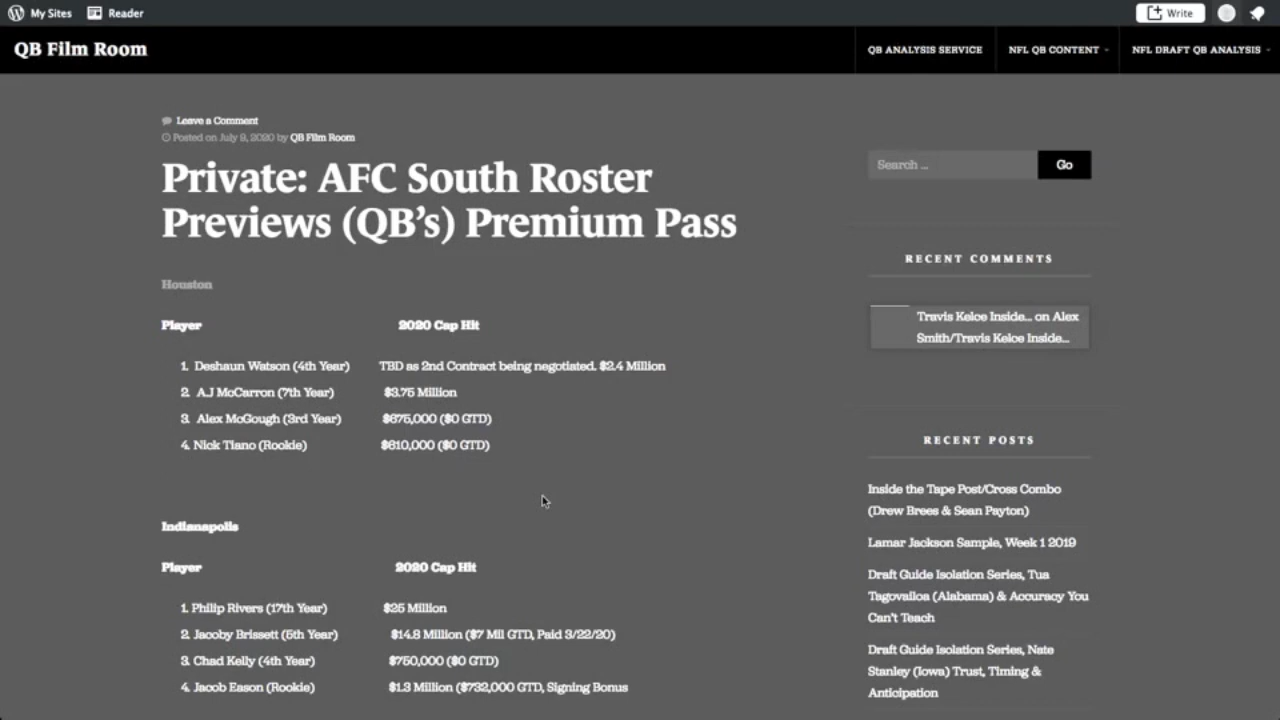 My Sites
Reader
Write
QB Film Room
QB ANALYSIS SERVICE
NFL QB CONTENT
NFL DRAFT QB ANALYSIS
Leave a Comment
Posted on July 9, 2020 by QB Film Room
Private: AFC South Roster
Previews (QB's) Premium Pass
Houston
Player 2020 Cap Hit
1. Deshaun Watson (4th Year) TBD as 2nd Contract being negotiated. $2.4 Million
2. AJ McCarron (7th Year) $3.75 Million
3. Alex McGough (3rd Year) $675,000 ($0 GTD)
4. Nick Tiano (Rookie) $610,000 ($0 GTD)
Indianapolis
Player 2020 Cap Hit
1. Philip Rivers (17th Year) $25 Million
2. Jacoby Brissett (5th Year) $14.8 Million ($7 Mil GTD, Paid 3/22/20)
3. Chad Kelly (4th Year) $750,000 ($0 GTD)
4. Jacob Eason (Rookie) $1.3 Million ($732,000 GTD, Signing Bonus
Search ...
Go
RECENT COMMENTS
Travis Kelce Inside... on Alex
Smith/Travis Kelce Inside...
RECENT POSTS
Inside the Tape Post/Cross Combo
(Drew Brees & Sean Payton)
Lamar Jackson Sample, Week 1 2019
Draft Guide Isolation Series, Tua
Tagovailoa (Alabama) & Accuracy You
Can't Teach
Draft Guide Isolation Series, Nate
Stanley (Iowa) Trust, Timing &
Anticipation